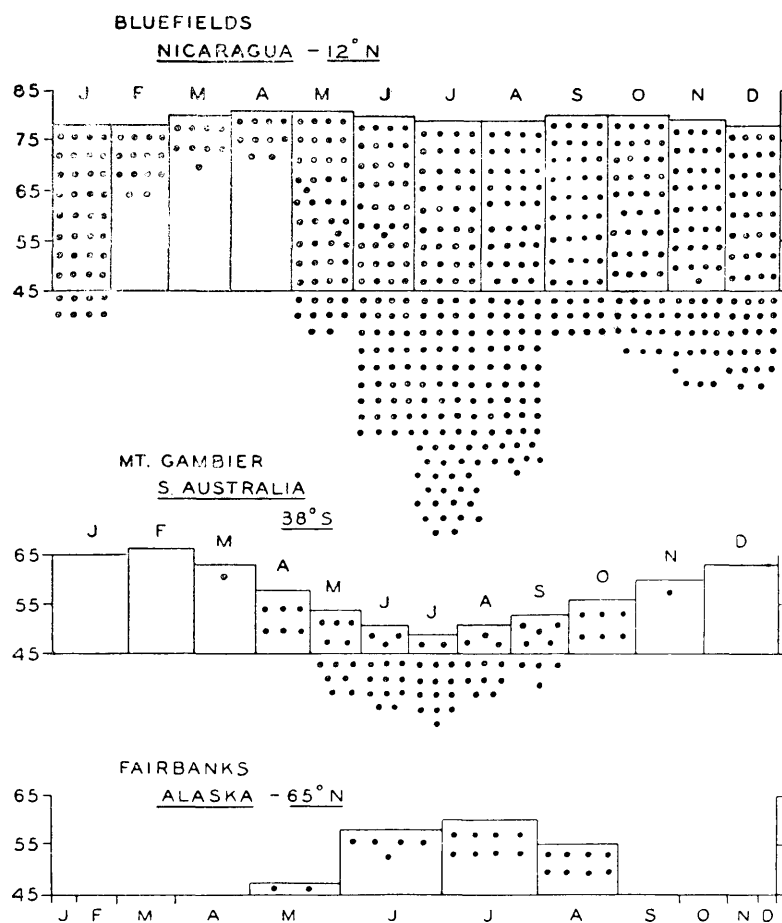 BLUEFIELDS
NICARAGUA - 12°N
85
J F M A M J J A S O N D
75
65
55
45
MT. GAMBIER
S. AUSTRALIA
38°S
J F M A M J J A S O N D
65
55
45
FAIRBANKS
ALASKA - 65°N
65
55
45
J F M A M J J A S O N D